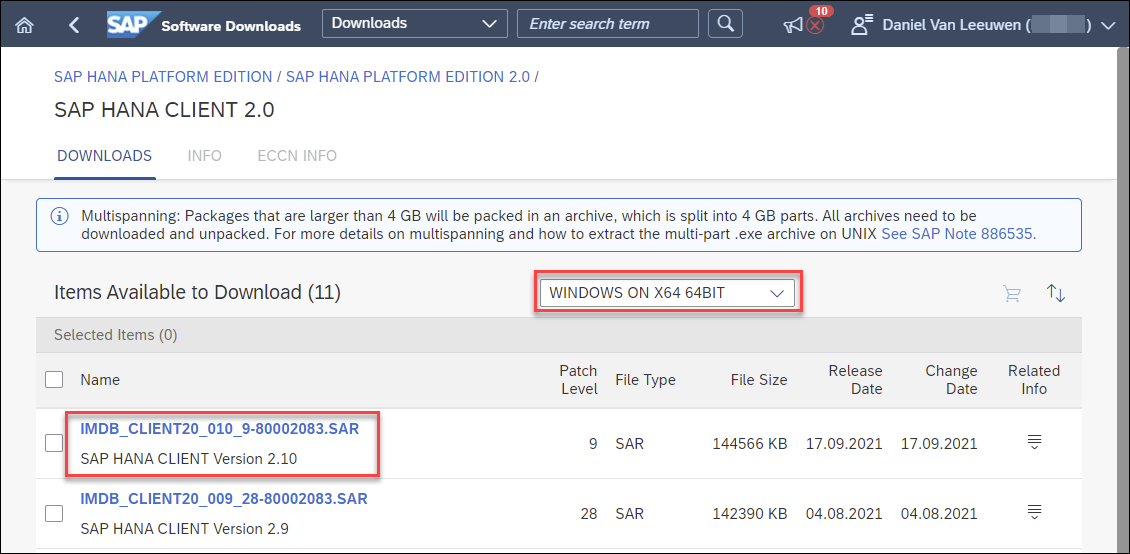 SAP Software Downloads Downloads Enter search term 10 Daniel Van Leeuwen ( )
SAP HANA PLATFORM EDITION / SAP HANA PLATFORM EDITION 2.0 /
SAP HANA CLIENT 2.0
DOWNLOADS INFO ECCN INFO
Multispanning: Packages that are larger than 4 GB will be packed in an archive, which is split into 4 GB parts. All archives need to be
downloaded and unpacked. For more details on multispanning and how to extract the multi-part .exe archive on UNIX See SAP Note 886535.
Items Available to Download (11) WINDOWS ON X64 64BIT
Selected Items (0)
Name Patch Level File Type File Size Release Date Change Date Related Info
IMDB_CLIENT20_010_9-80002083.SAR
SAP HANA CLIENT Version 2.10
9 SAR 144566 KB 17.09.2021 17.09.2021
IMDB_CLIENT20_009_28-80002083.SAR
SAP HANA CLIENT Version 2.9
28 SAR 142390 KB 04.08.2021 04.08.2021